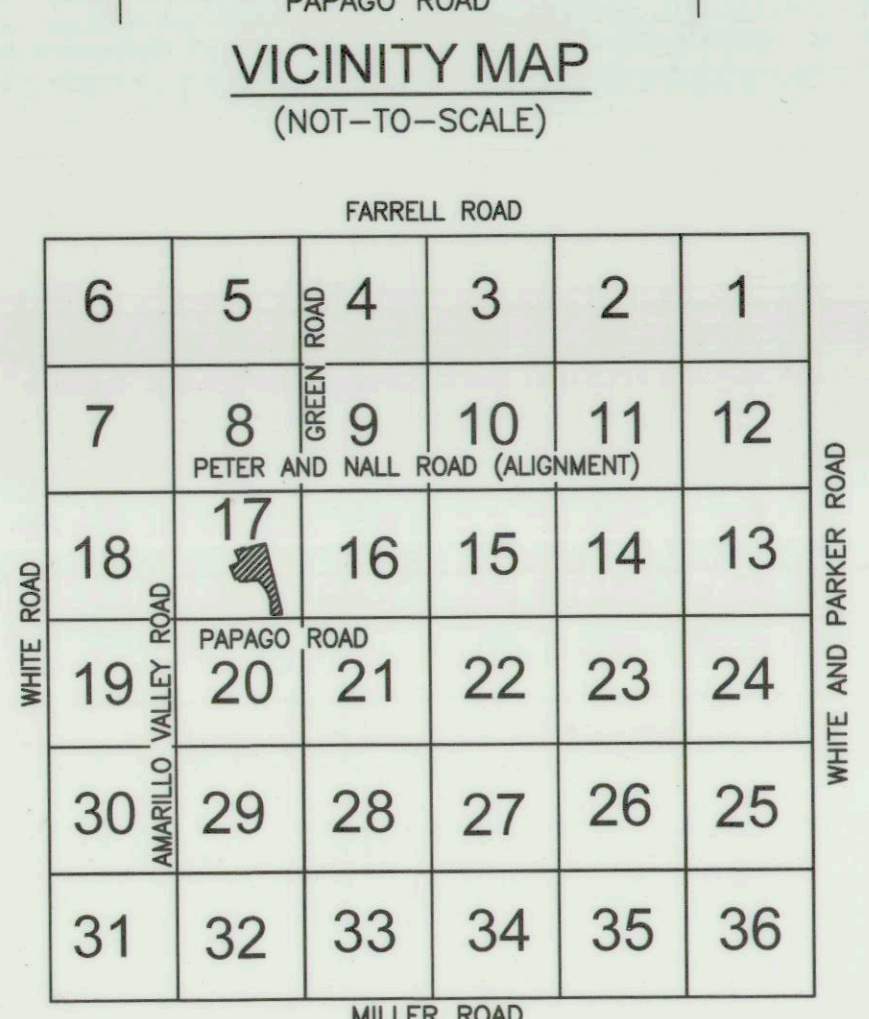 PAPAGO ROAD
VICINITY MAP
(NOT-TO-SCALE)
FARRELL ROAD
6 5 4 3 2 1
GREEN ROAD
7 8 9 10 11 12
PETER AND NALL ROAD (ALIGNMENT)
17
18 16 15 14 13
WHITE ROAD
AMARILLO VALLEY ROAD
WHITE AND PARKER ROAD
PAPAGO ROAD
19 20 21 22 23 24
30 29 28 27 26 25
31 32 33 34 35 36
MILLER ROAD